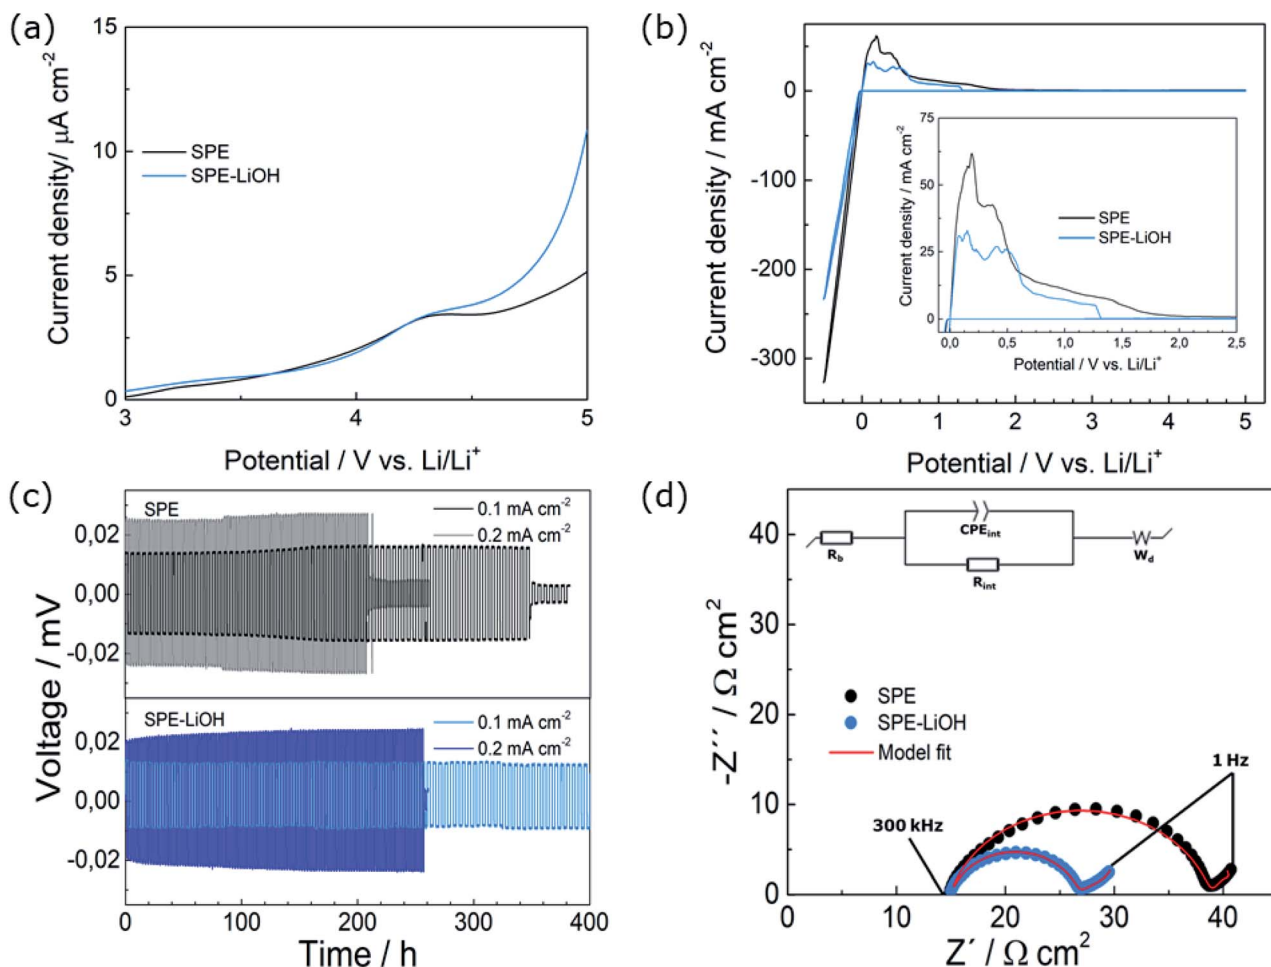 (a)
15
10
5
0
3
4
5
Current density/ μA cm⁻²
SPE
SPE-LiOH
Potential / V vs. Li/Li⁺
(b)
0
-100
-200
-300
0
1
2
3
4
5
Current density / mA cm⁻²
Potential / V vs. Li/Li⁺
75
50
25
0
0,0
0,5
1,0
1,5
2,0
2,5
Current density / mA cm⁻²
SPE
SPE-LiOH
Potential / V vs. Li/Li⁺
(c)
SPE
0.1 mA cm⁻²
0.2 mA cm⁻²
0,02
0,00
-0,02
SPE-LiOH
0.1 mA cm⁻²
0.2 mA cm⁻²
0,02
0,00
-0,02
Voltage / mV
0
100
200
300
400
Time / h
(d)
40
35
30
25
20
15
10
5
0
-Z´´ / Ω cm²
CPEint
Rb
Rint
Wd
SPE
SPE-LiOH
Model fit
1 Hz
300 kHz
0
10
20
30
40
Z´ / Ω cm²